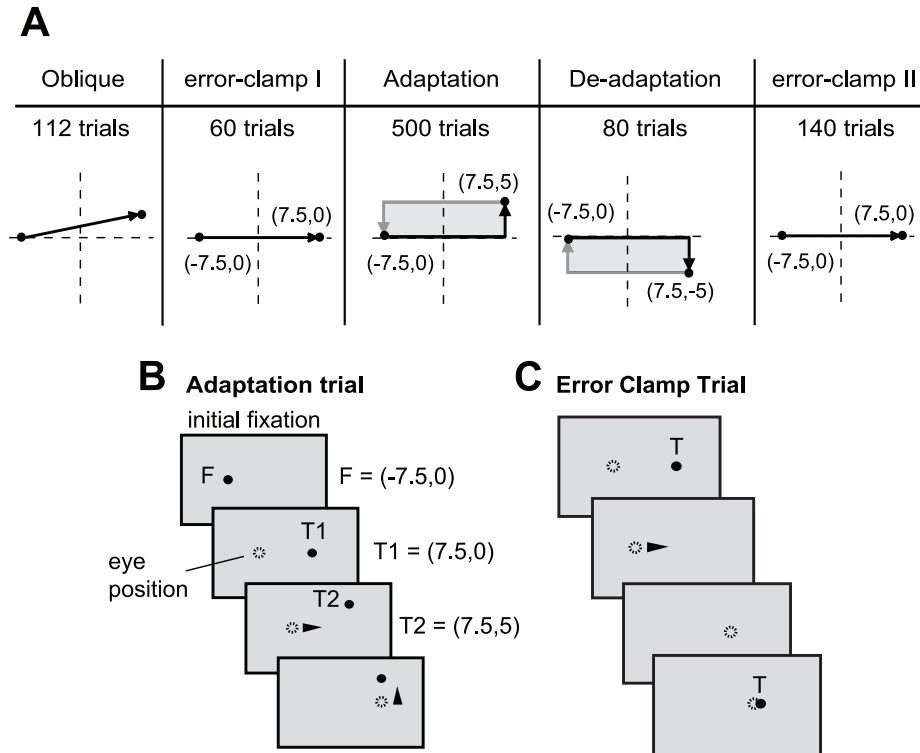 A
Oblique error-clamp I Adaptation De-adaptation error-clamp II
112 trials 60 trials 500 trials 80 trials 140 trials
(7.5,0) (7.5,5) (-7.5,0) (7.5,0)
(-7.5,0) (-7.5,0) (7.5,-5) (-7.5,0)
B Adaptation trial
initial fixation
F F = (-7.5,0)
T1 T1 = (7.5,0)
eye
position
T2 T2 = (7.5,5)
C Error Clamp Trial
T
T